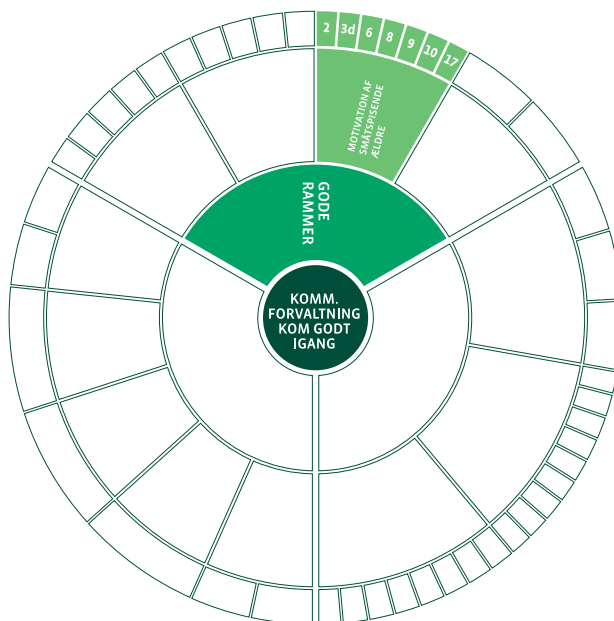 2 3d 6 8 9 10 17
MOTIVATION AF
SMÅTSPISENDE
ÆLDRE
GODE
RAMMER
KOMM.
FORVALTNING
KOM GODT
IGANG